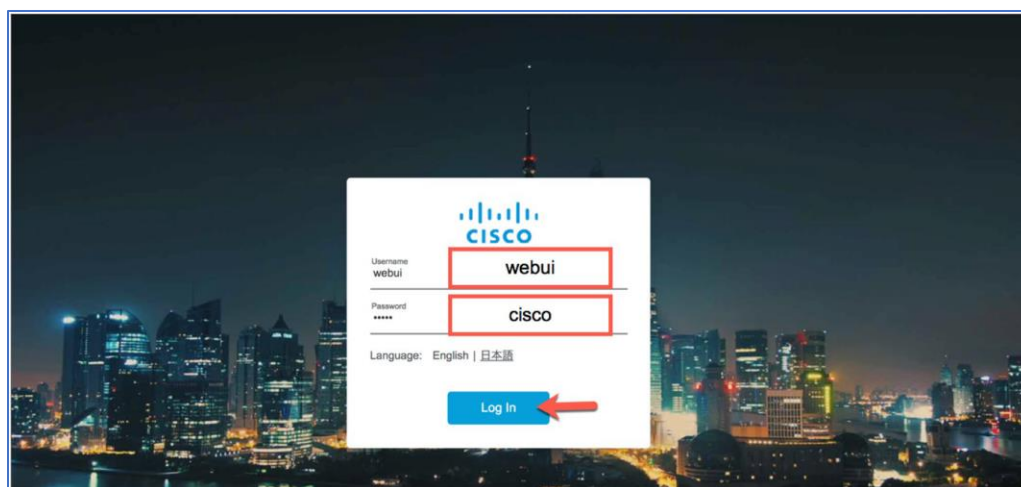 CISCO
Username
webui
webui
Password
•••••
cisco
Language: English | 日本語
Log In